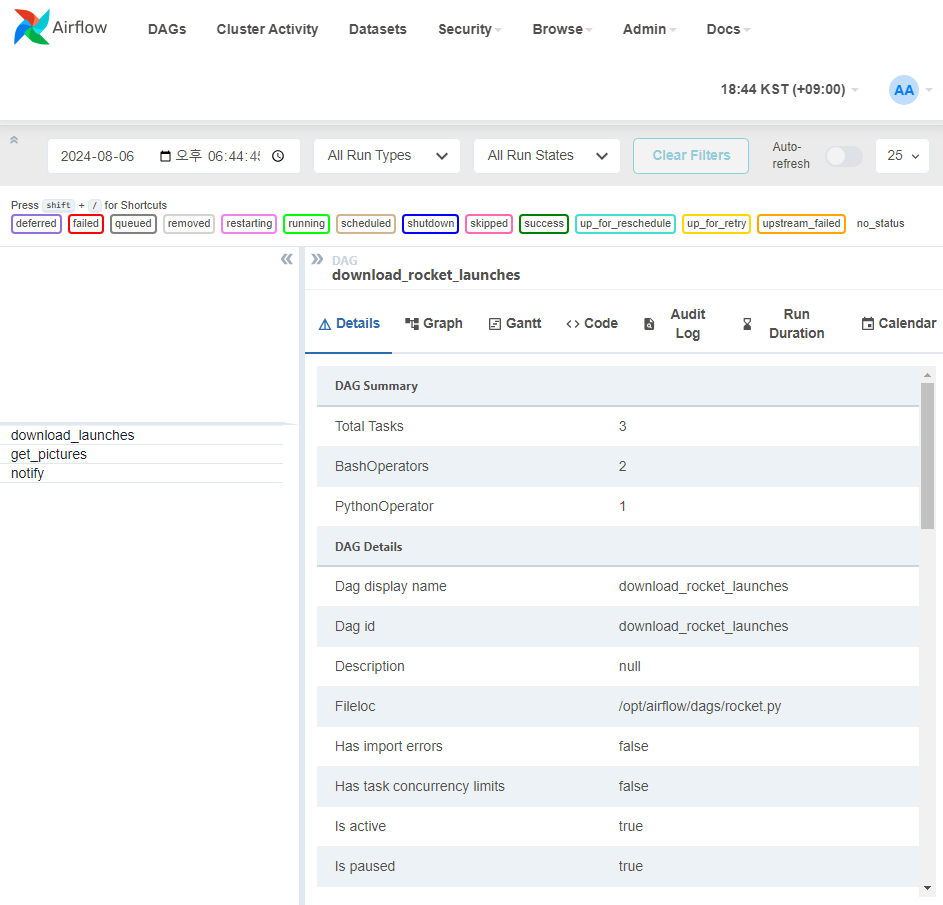 Airflow
DAGs Cluster Activity Datasets Security Browse Admin Docs
18:44 KST (+09:00) AA
2024-08-06 오후 06:44:45 All Run Types All Run States Clear Filters Auto-refresh 25
Press shift + / for Shortcuts
deferred failed queued removed restarting running scheduled shutdown skipped success up_for_reschedule up_for_retry upstream_failed no_status
DAG
download_rocket_launches
Details Graph Gantt Code Audit Log Run Duration Calendar
download_launches
get_pictures
notify
DAG Summary
Total Tasks 3
BashOperators 2
PythonOperator 1
DAG Details
Dag display name download_rocket_launches
Dag id download_rocket_launches
Description null
Fileloc /opt/airflow/dags/rocket.py
Has import errors false
Has task concurrency limits false
Is active true
Is paused true